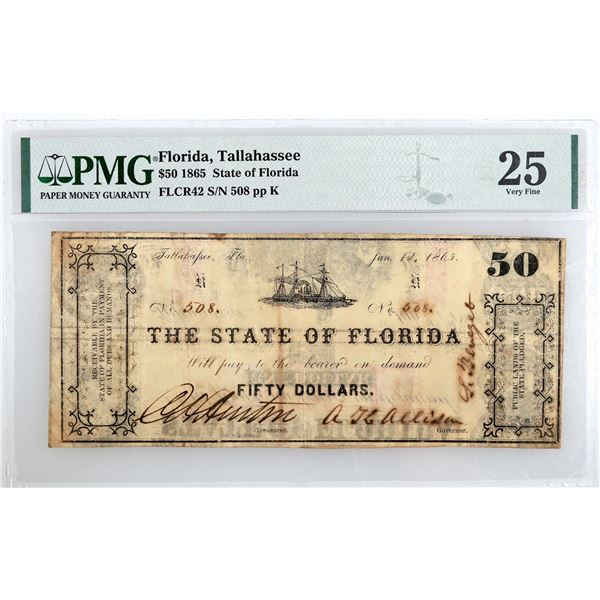 PMG
PAPER MONEY GUARANTY
Florida, Tallahassee
$50 1865 State of Florida
FLCR42 S/N 508 pp K
25
Very Fine
Tallahassee, Fla.
Jan. 1st, 1865.
50
No. 508.
No. 508.
THE STATE OF FLORIDA
Will pay to the bearer on demand
FIFTY DOLLARS.
Treasurer.
A K Allison
Governor.
RECEIVABLE BY THE
STATE OF FLORIDA IN PAYMENT
OF ALL DUES AND DEMANDS.
PUBLIC LANDS OF THE
STATE PLEDGED.